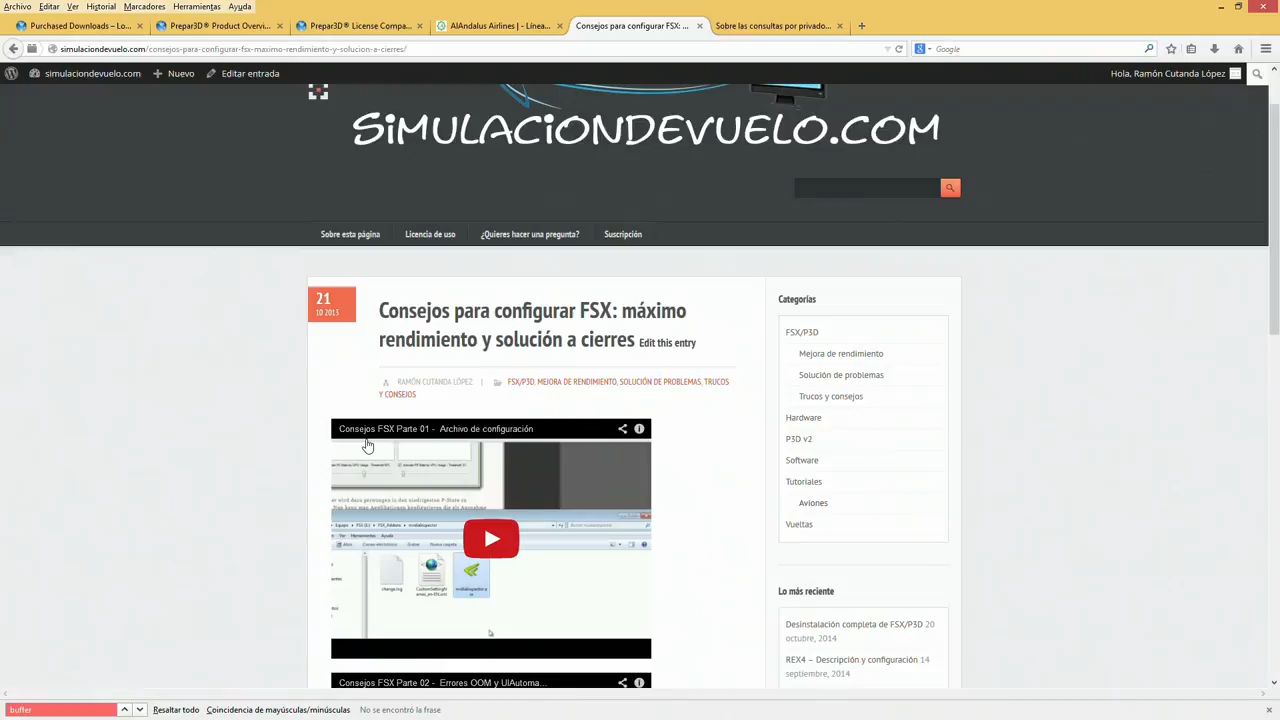 Archivo Editar Ver Historial Marcadores Herramientas Ayuda
Purchased Downloads – Lo... Prepar3D® Product Overvi... Prepar3D® License Compa... AlAndalus Airlines | - Línea... Consejos para configurar FSX: ... Sobre las consultas por privado...
simulaciondevuelo.com/consejos-para-configurar-fsx-maximo-rendimiento-y-solucion-a-cierres/ Google
simulaciondevuelo.com Nuevo Editar entrada Hola, Ramón Cutanda López
SiMULACiONDEVUELO.COM
Sobre esta página Licencia de uso ¿Quieres hacer una pregunta? Suscripción
21
10 2013
Consejos para configurar FSX: máximo
rendimiento y solución a cierres Edit this entry
RAMÓN CUTANDA LÓPEZ | FSX/P3D, MEJORA DE RENDIMIENTO, SOLUCIÓN DE PROBLEMAS, TRUCOS
Y CONSEJOS
Consejos FSX Parte 01 - Archivo de configuración
Consejos FSX Parte 02 - Errores OOM y UIAutoma...
Categorías
FSX/P3D
Mejora de rendimiento
Solución de problemas
Trucos y consejos
Hardware
P3D v2
Software
Tutoriales
Aviones
Vueltas
Lo más reciente
Desinstalación completa de FSX/P3D 20
octubre, 2014
REX4 – Descripción y configuración 14
septiembre, 2014
buffer Resaltar todo Coincidencia de mayúsculas/minúsculas No se encontró la frase